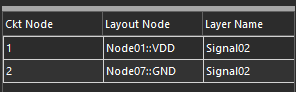 Ckt Node Layout Node Layer Name
1 Node01::VDD Signal02
2 Node07::GND Signal02